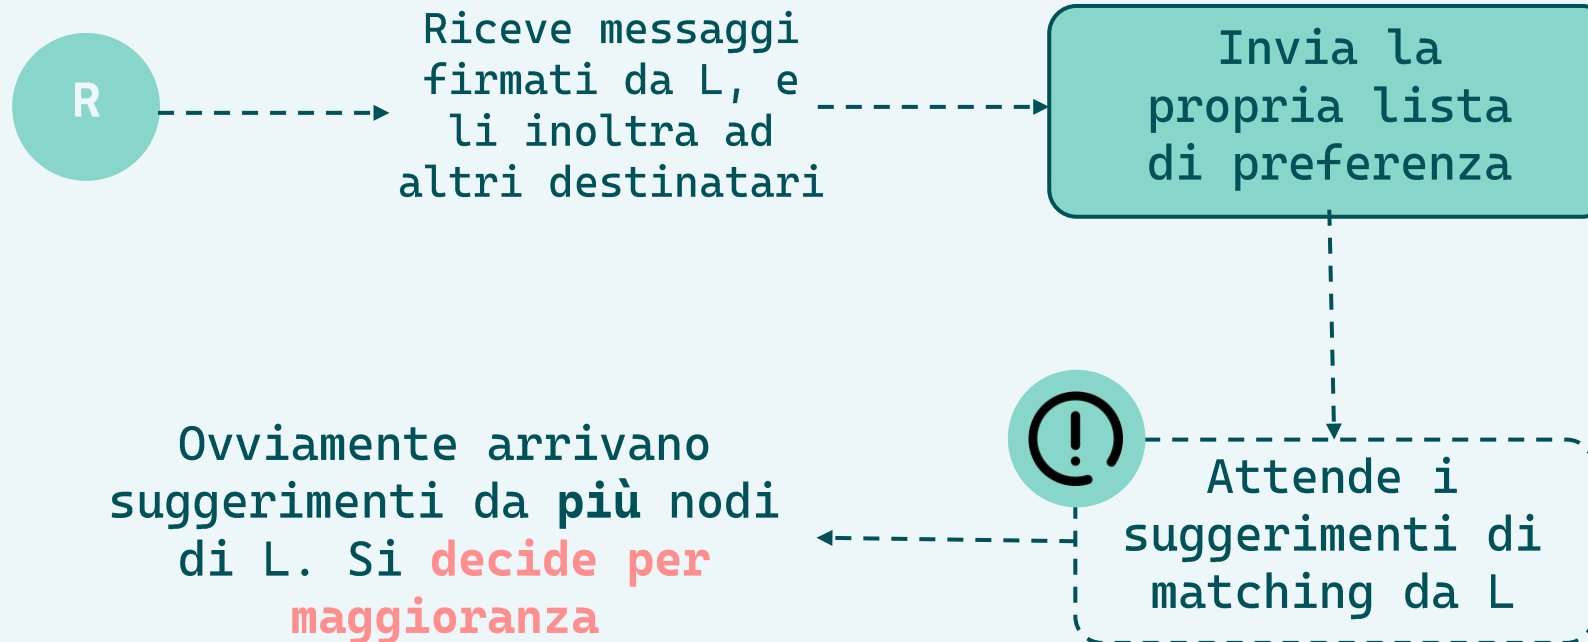 R
Riceve messaggi
firmati da L, e
li inoltra ad
altri destinatari
Invia la
propria lista
di preferenza
Attende i
suggerimenti di
matching da L
Ovviamente arrivano
suggerimenti da più nodi
di L. Si decide per
maggioranza